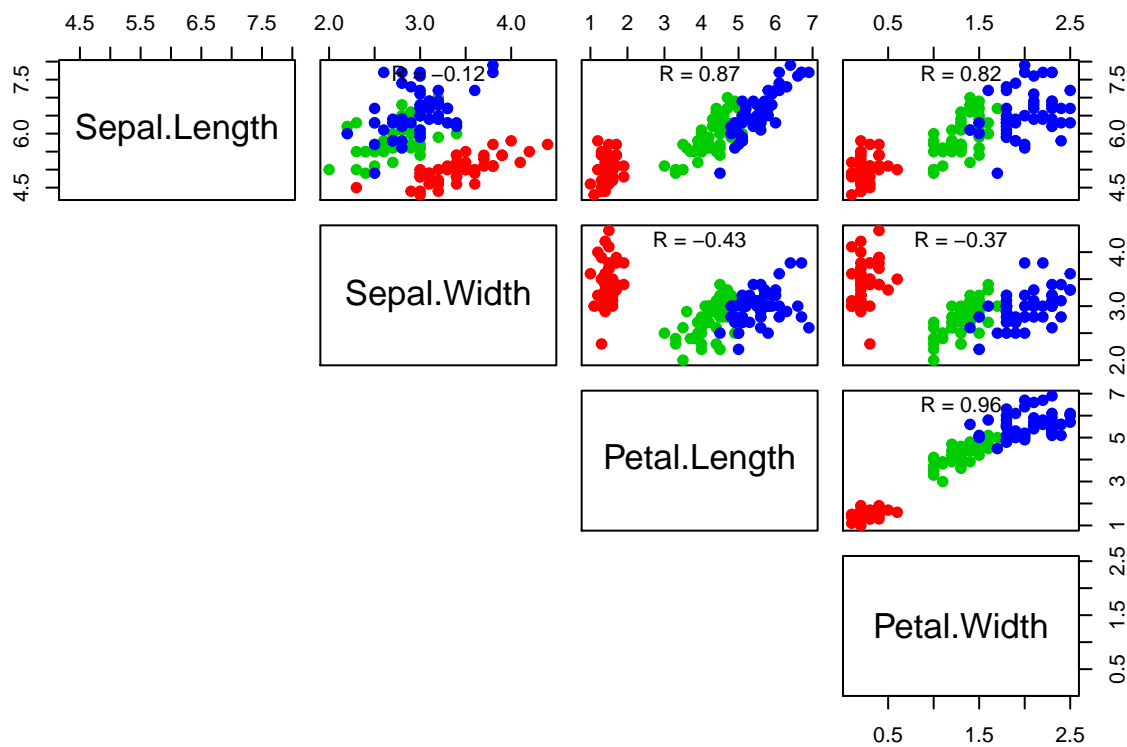 4.5 5.5 6.5 7.5
2.0 3.0 4.0
1 2 3 4 5 6 7
0.5 1.5 2.5
Sepal.Length
R = −0.12
R = 0.87
R = 0.82
4.5 6.0 7.5
4.5 6.0 7.5
Sepal.Width
R = −0.43
R = −0.37
2.0 3.0 4.0
Petal.Length
R = 0.96
1 3 5 7
Petal.Width
0.5 1.5 2.5
0.5 1.5 2.5